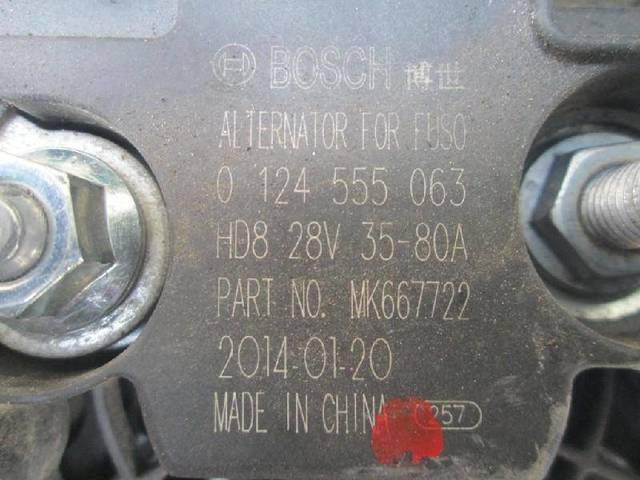 BOSCH 博世
ALTERNATOR FOR FUSO
0 124 555 063
HD8 28V 35-80A
PART NO. MK667722
2014-01-20
MADE IN CHINA 0257